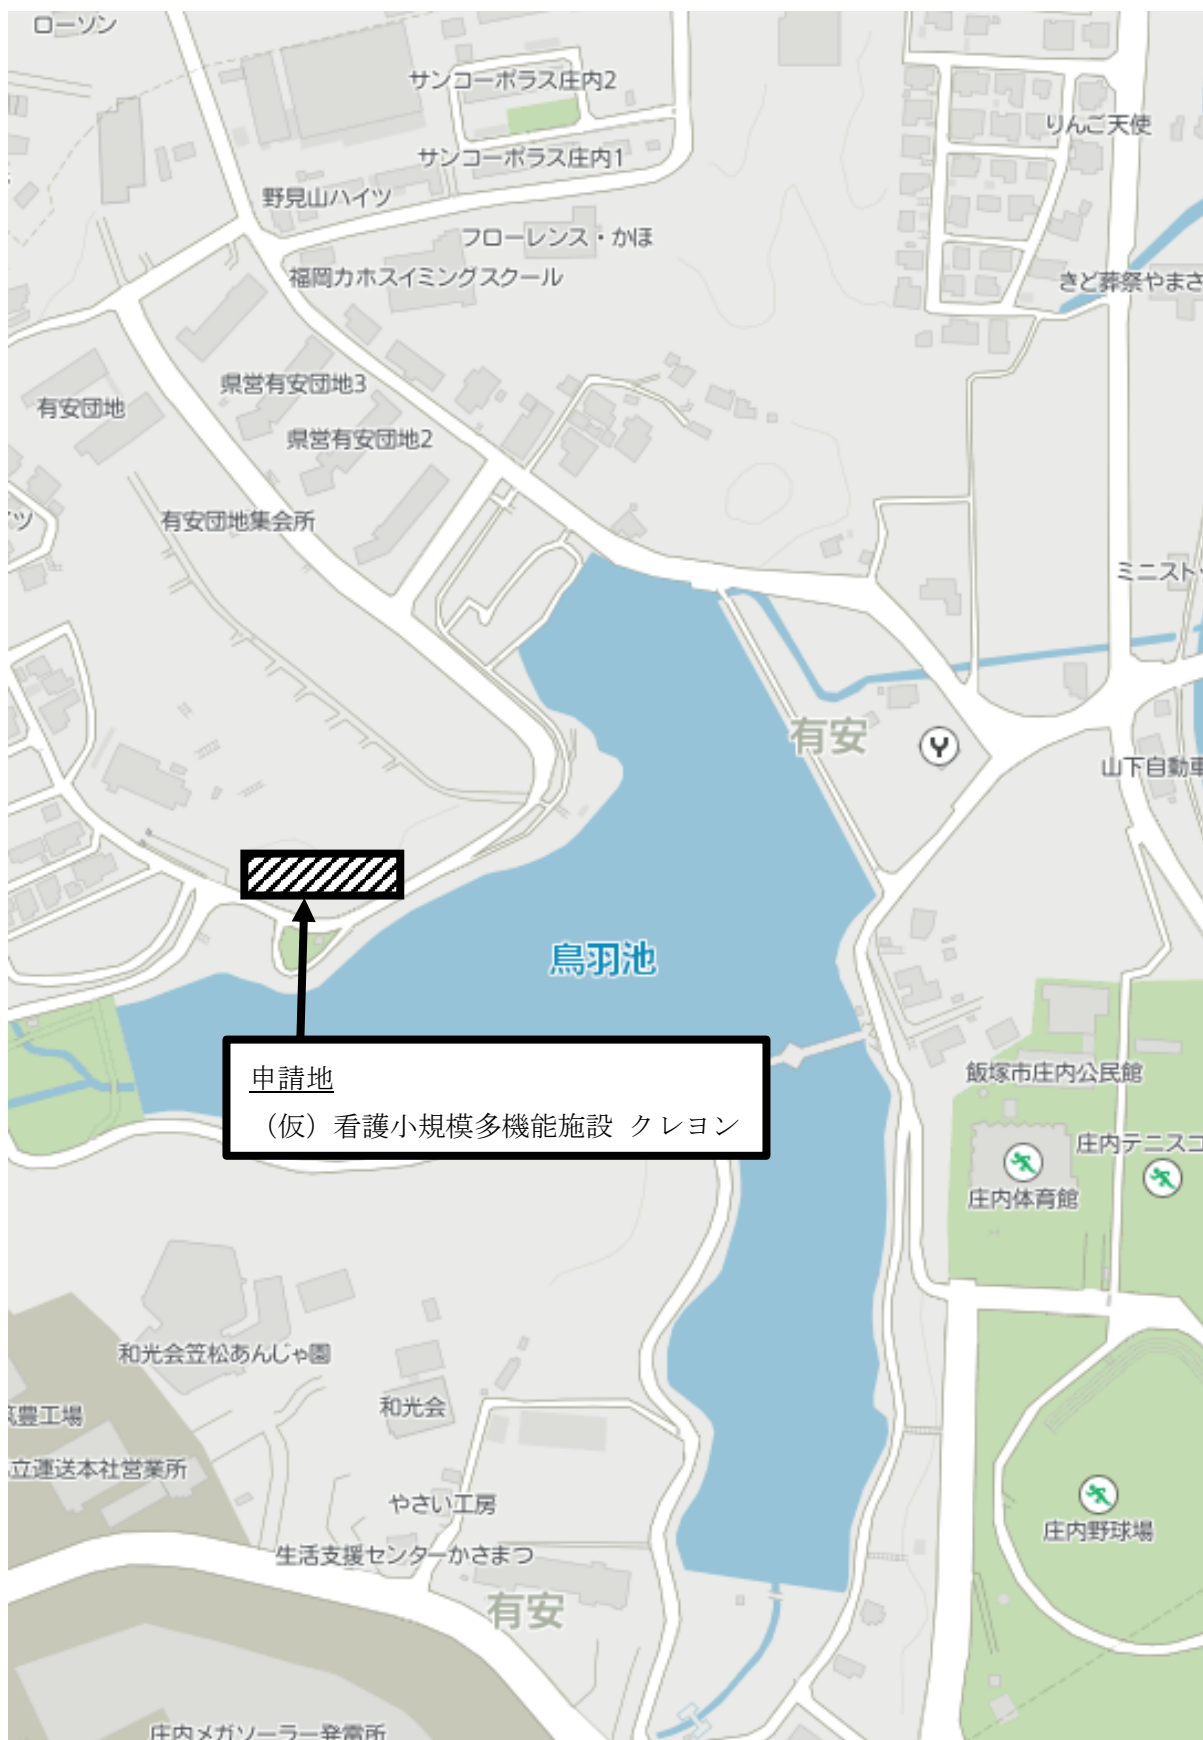 ローソン
サンコーポラス庄内2
りんご天使
サンコーポラス庄内1
野見山ハイツ
フローレンス・かほ
福岡カホスイミングスクール
きど葬祭やまさ
県営有安団地3
有安団地
県営有安団地2
ツ
有安団地集会所
ミニスト
有安
山下自動車
鳥羽池
申請地
（仮）看護小規模多機能施設 クレヨン
飯塚市庄内公民館
庄内テニスコ
庄内体育館
和光会笠松あんじゃ園
和光会
豊工場
立運送本社営業所
やさい工房
庄内野球場
生活支援センターかさまつ
有安
庄内メガソーラー発電所